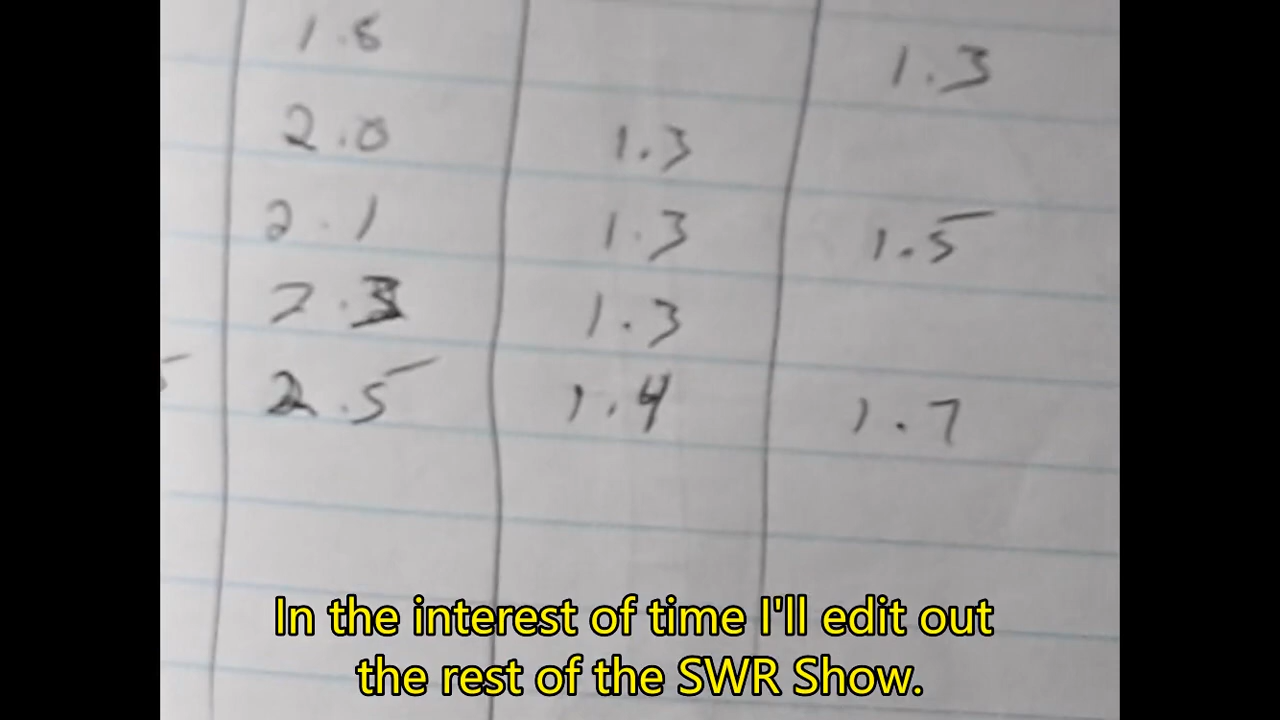 1.8
1.3
2.0 1.3
2.1 1.3 1.5
2.3 1.3
2.5 1.4 1.7
In the interest of time I'll edit out
the rest of the SWR Show.